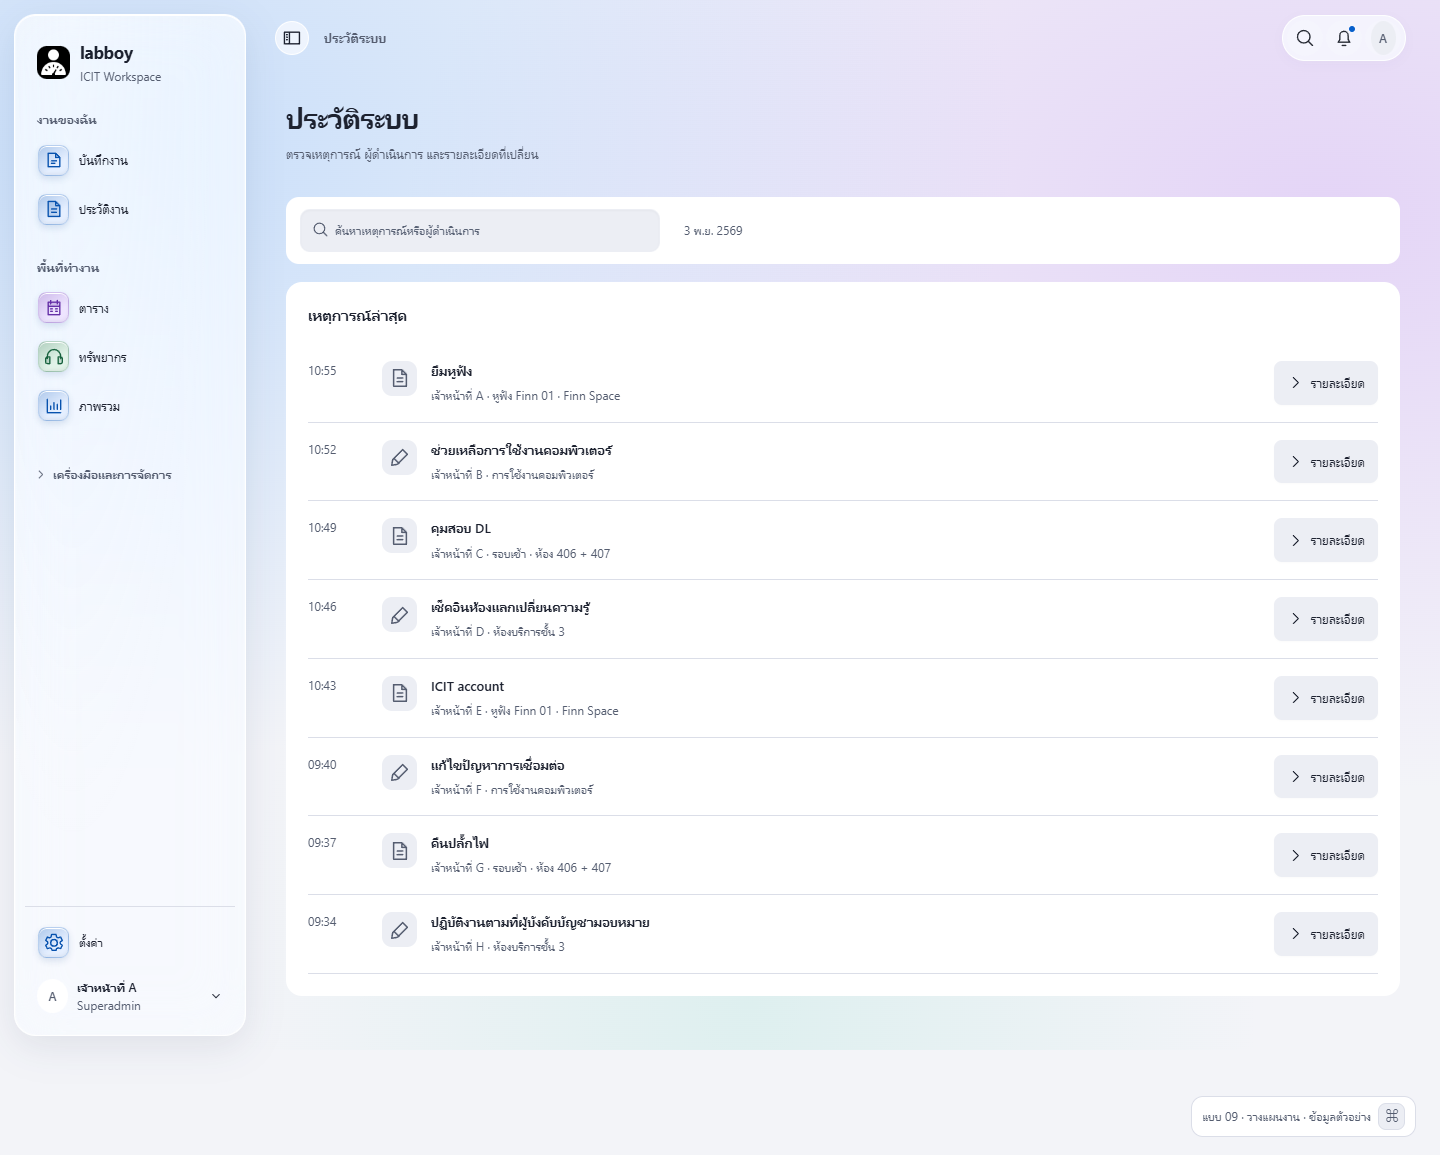 labboy
ICIT Workspace
งานของฉัน
บันทึกงาน
ประวัติงาน
พื้นที่ทำงาน
ตาราง
ทรัพยากร
ภาพรวม
เครื่องมือและการจัดการ
ตั้งค่า
A
เจ้าหน้าที่ A
Superadmin
ประวัติระบบ
A
ประวัติระบบ
ตรวจเหตุการณ์ ผู้ดำเนินการ และรายละเอียดที่เปลี่ยน
ค้นหาเหตุการณ์หรือผู้ดำเนินการ
3 พ.ย. 2569
เหตุการณ์ล่าสุด
10:55
ยืมหูฟัง
เจ้าหน้าที่ A · หูฟัง Finn 01 · Finn Space
รายละเอียด
10:52
ช่วยเหลือการใช้งานคอมพิวเตอร์
เจ้าหน้าที่ B · การใช้งานคอมพิวเตอร์
รายละเอียด
10:49
คุมสอบ DL
เจ้าหน้าที่ C · รอบเช้า · ห้อง 406 + 407
รายละเอียด
10:46
เช็คอินห้องแลกเปลี่ยนความรู้
เจ้าหน้าที่ D · ห้องบริการชั้น 3
รายละเอียด
10:43
ICIT account
เจ้าหน้าที่ E · หูฟัง Finn 01 · Finn Space
รายละเอียด
09:40
แก้ไขปัญหาการเชื่อมต่อ
เจ้าหน้าที่ F · การใช้งานคอมพิวเตอร์
รายละเอียด
09:37
คืนปลั๊กไฟ
เจ้าหน้าที่ G · รอบเช้า · ห้อง 406 + 407
รายละเอียด
09:34
ปฏิบัติงานตามที่ผู้บังคับบัญชามอบหมาย
เจ้าหน้าที่ H · ห้องบริการชั้น 3
รายละเอียด
แบบ 09 · วางแผนงาน · ข้อมูลตัวอย่าง ⌘